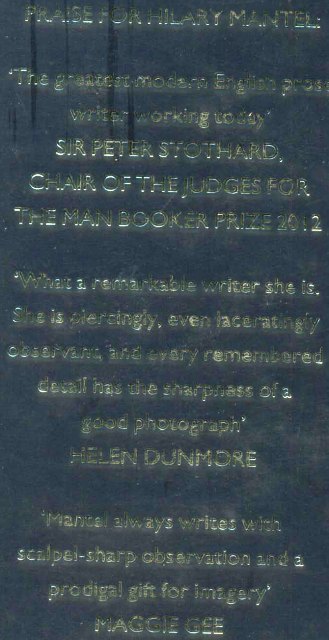 PRAISE FOR HILARY MANTEL:
'The greatest modern English prose
writer working today'
SIR PETER STOTHARD,
CHAIR OF THE JUDGES FOR
THE MAN BOOKER PRIZE 2012
'What a remarkable writer she is.
She is piercingly, even laceratingly
observant, and every remembered
detail has the sharpness of a
good photograph'
HELEN DUNMORE
'Mantel always writes with
scalpel-sharp observation and a
prodigal gift for imagery'
MAGGIE GEE